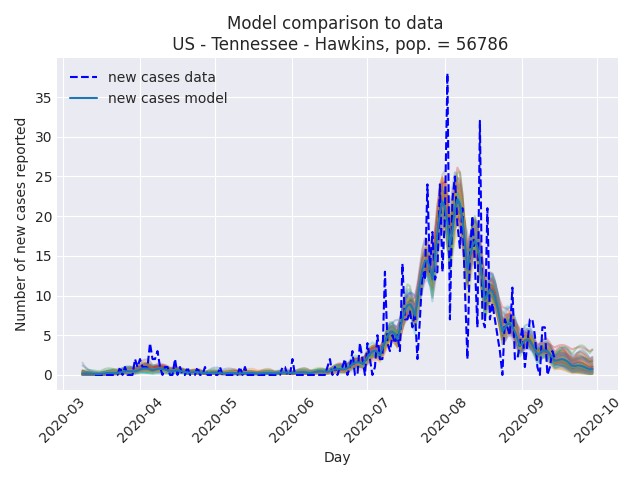 Model comparison to data
US - Tennessee - Hawkins, pop. = 56786
new cases data
new cases model
Number of new cases reported
35
30
25
20
15
10
5
0
2020-03
2020-04
2020-05
2020-06
2020-07
2020-08
2020-09
2020-10
Day